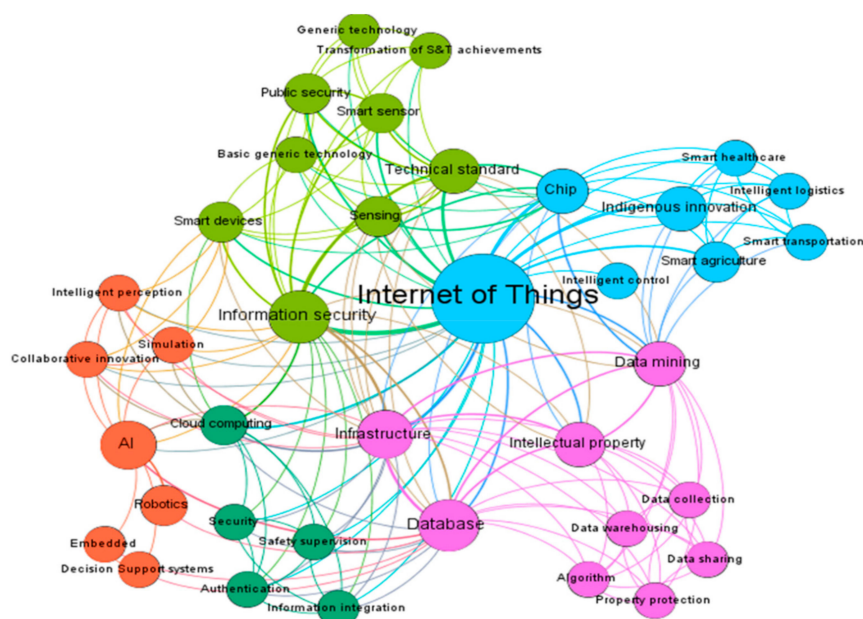 Generic technology
Transformation of S&T achievements
Public security
Smart sensor
Basic generic technology
Technical standard
Smart healthcare
Chip
Intelligent logistics
Indigenous innovation
Smart devices
Sensing
Smart transportation
Smart agriculture
Intelligent control
Internet of Things
Intelligent perception
Information security
Simulation
Collaborative innovation
Data mining
Cloud computing
AI
Infrastructure
Intellectual property
Robotics
Data collection
Security
Database
Data warehousing
Embedded
Safety supervision
Data sharing
Decision Support systems
Algorithm
Authentication
Property protection
Information integration